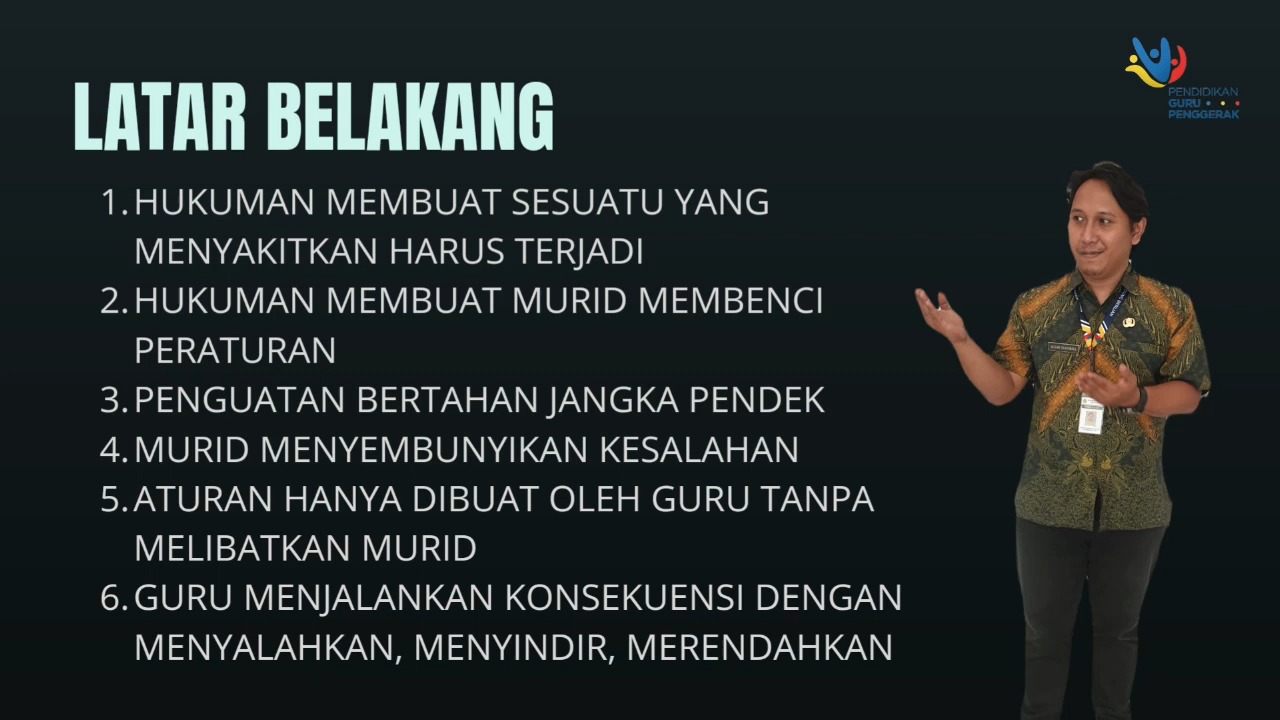 LATAR BELAKANG
1. HUKUMAN MEMBUAT SESUATU YANG
MENYAKITKAN HARUS TERJADI
2. HUKUMAN MEMBUAT MURID MEMBENCI
PERATURAN
3. PENGUATAN BERTAHAN JANGKA PENDEK
4. MURID MENYEMBUNYIKAN KESALAHAN
5. ATURAN HANYA DIBUAT OLEH GURU TANPA
MELIBATKAN MURID
6. GURU MENJALANKAN KONSEKUENSI DENGAN
MENYALAHKAN, MENYINDIR, MERENDAHKAN
PENDIDIKAN
GURU
PENGGERAK